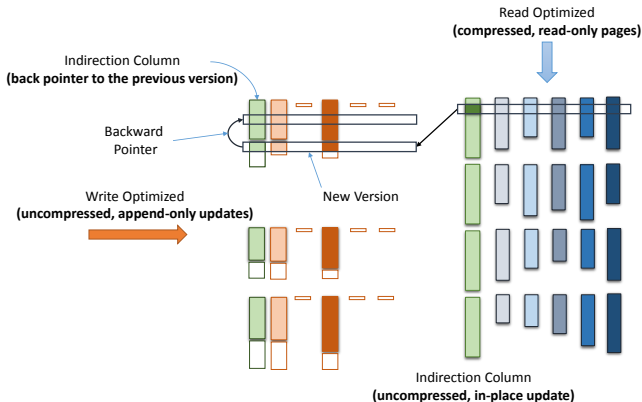 Read Optimized
(compressed, read-only pages)
Indirection Column
(back pointer to the previous version)
Backward
Pointer
New Version
Write Optimized
(uncompressed, append-only updates)
Indirection Column
(uncompressed, in-place update)